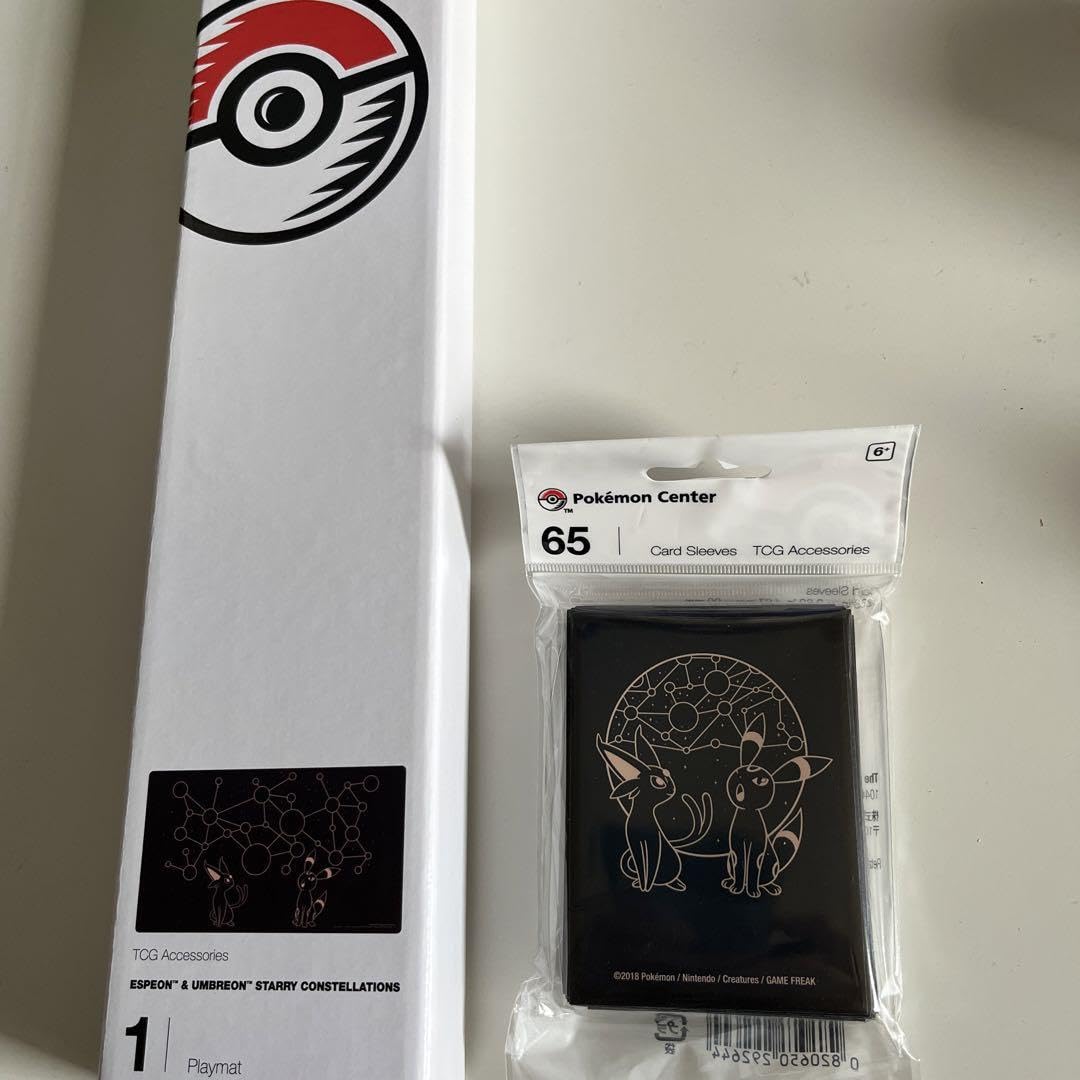 TCG Accessories
ESPEON™ & UMBREON™ STARRY CONSTELLATIONS
1
Playmat
6+
Pokémon Center
TM
65
Card Sleeves TCG Accessories
©2018 Pokémon / Nintendo / Creatures / GAME FREAK
0 820650 292644